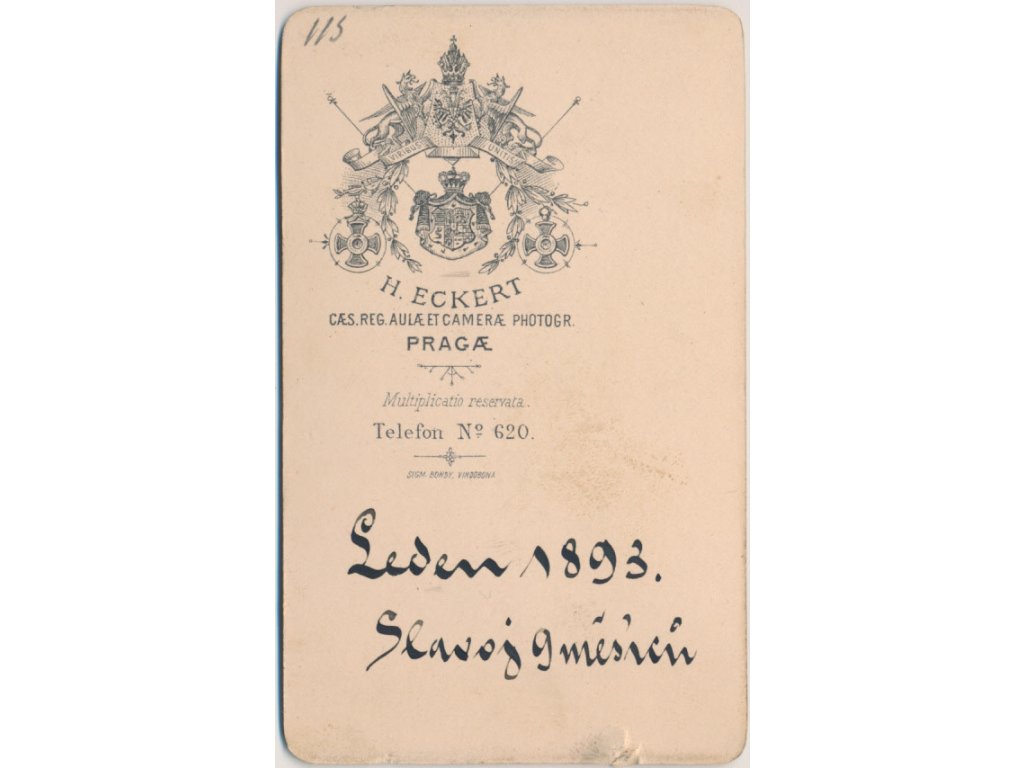 113
VIRIBUS UNITIS
H. ECKERT
CÆS. REG. AULÆ ET CAMERÆ PHOTOGR.
PRAGÆ
Multiplicatio reservata.
Telefon Nº 620.
SIGM. BONDY, VINDOBONA
Leden 1893.
Slavoj 9 měsíců